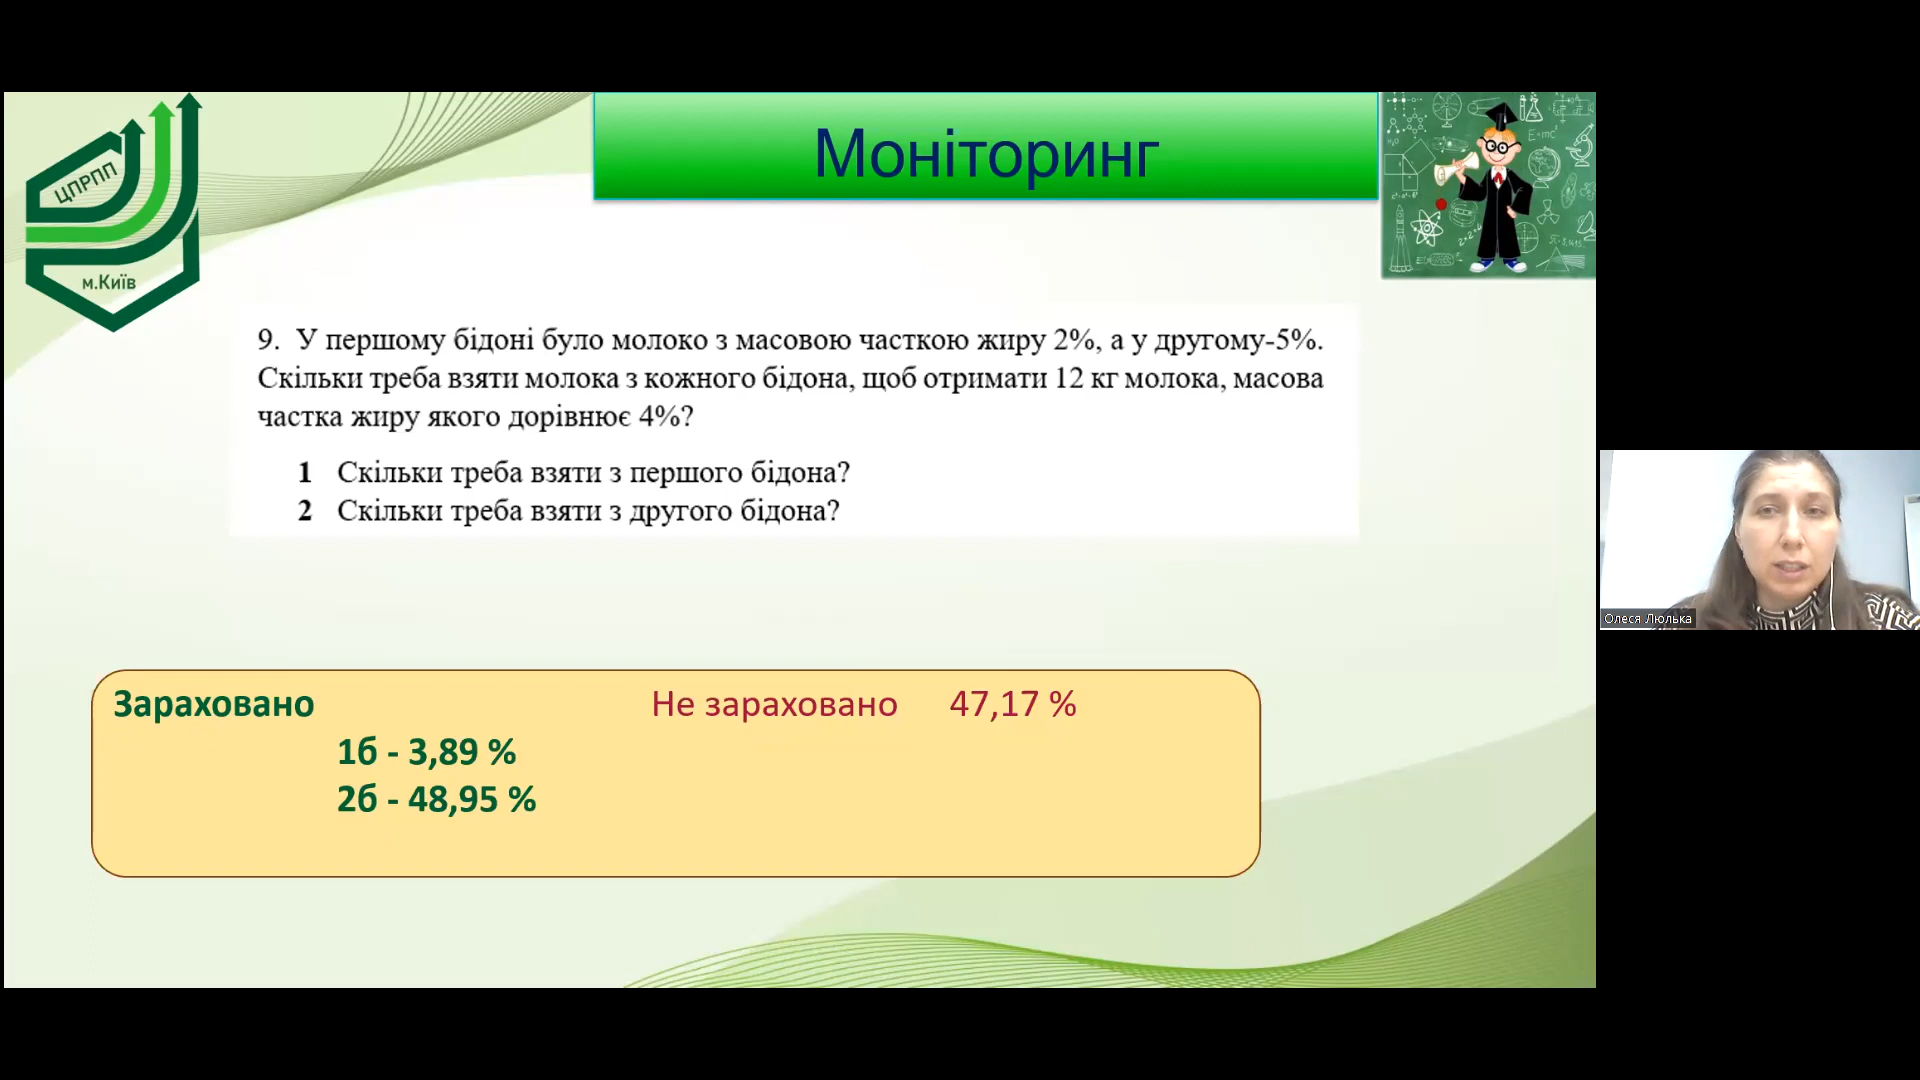 ЦПРПП
м.Київ
Моніторинг
9. У першому бідоні було молоко з масовою часткою жиру 2%, а у другому-5%.
Скільки треба взяти молока з кожного бідона, щоб отримати 12 кг молока, масова
частка жиру якого дорівнює 4%?
1 Скільки треба взяти з першого бідона?
2 Скільки треба взяти з другого бідона?
Зараховано Не зараховано 47,17 %
1б - 3,89 %
2б - 48,95 %
Олеся Люлька